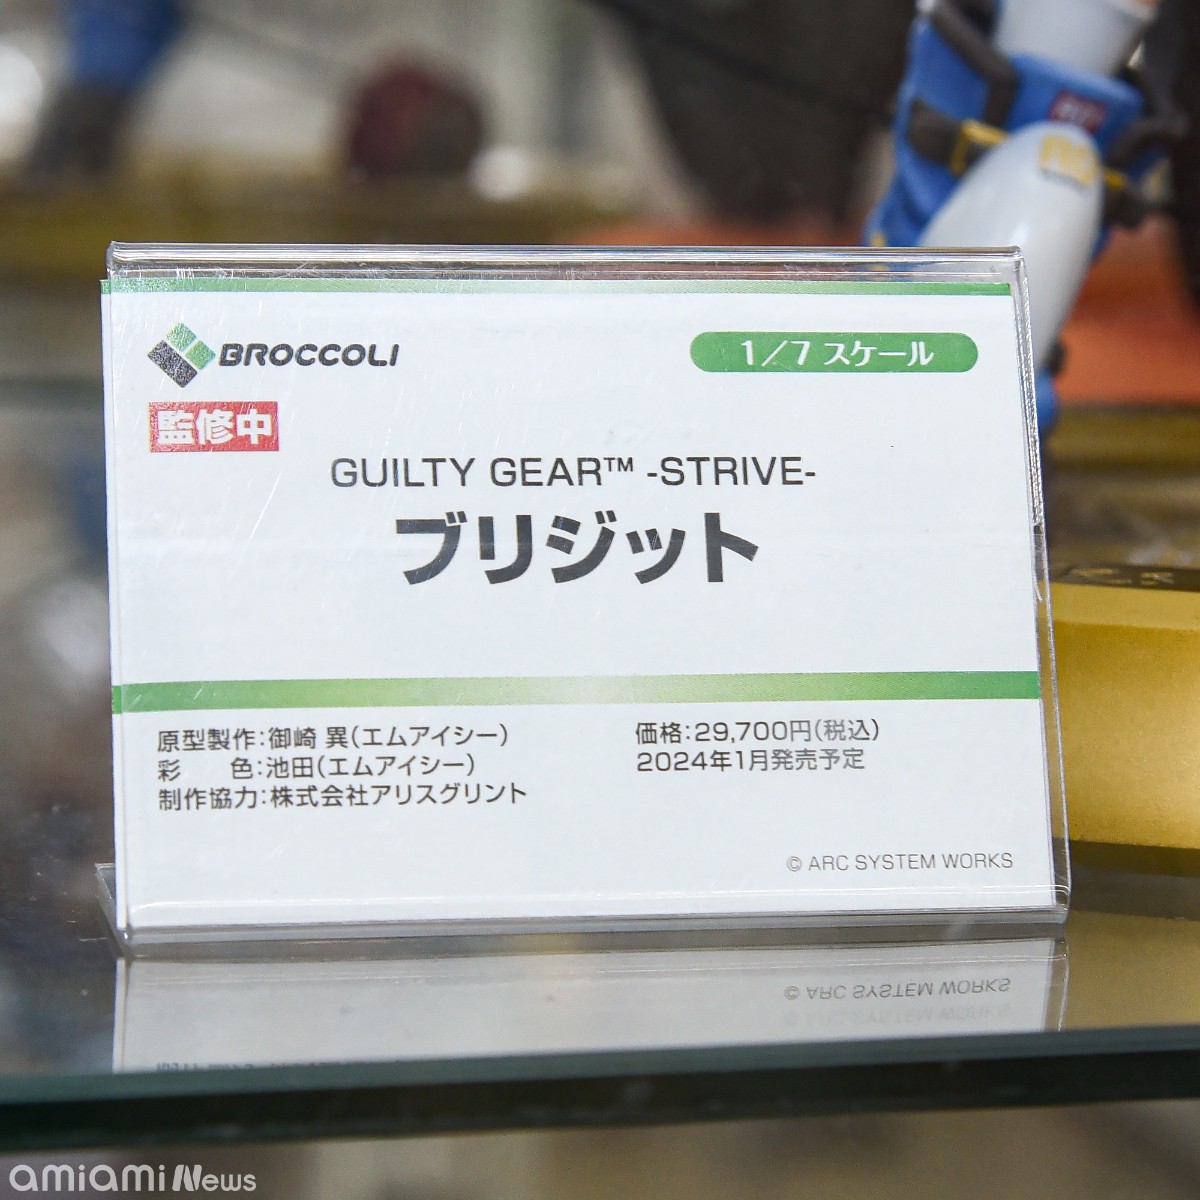 BROCCOLI
1/7 スケール
監修中
GUILTY GEAR™ -STRIVE-
ブリジット
原型製作:御崎 異(エムアイシー)
彩　　色:池田(エムアイシー)
制作協力:株式会社アリスグリント
価格:29,700円(税込)
2024年1月発売予定
© ARC SYSTEM WORKS
amiami News